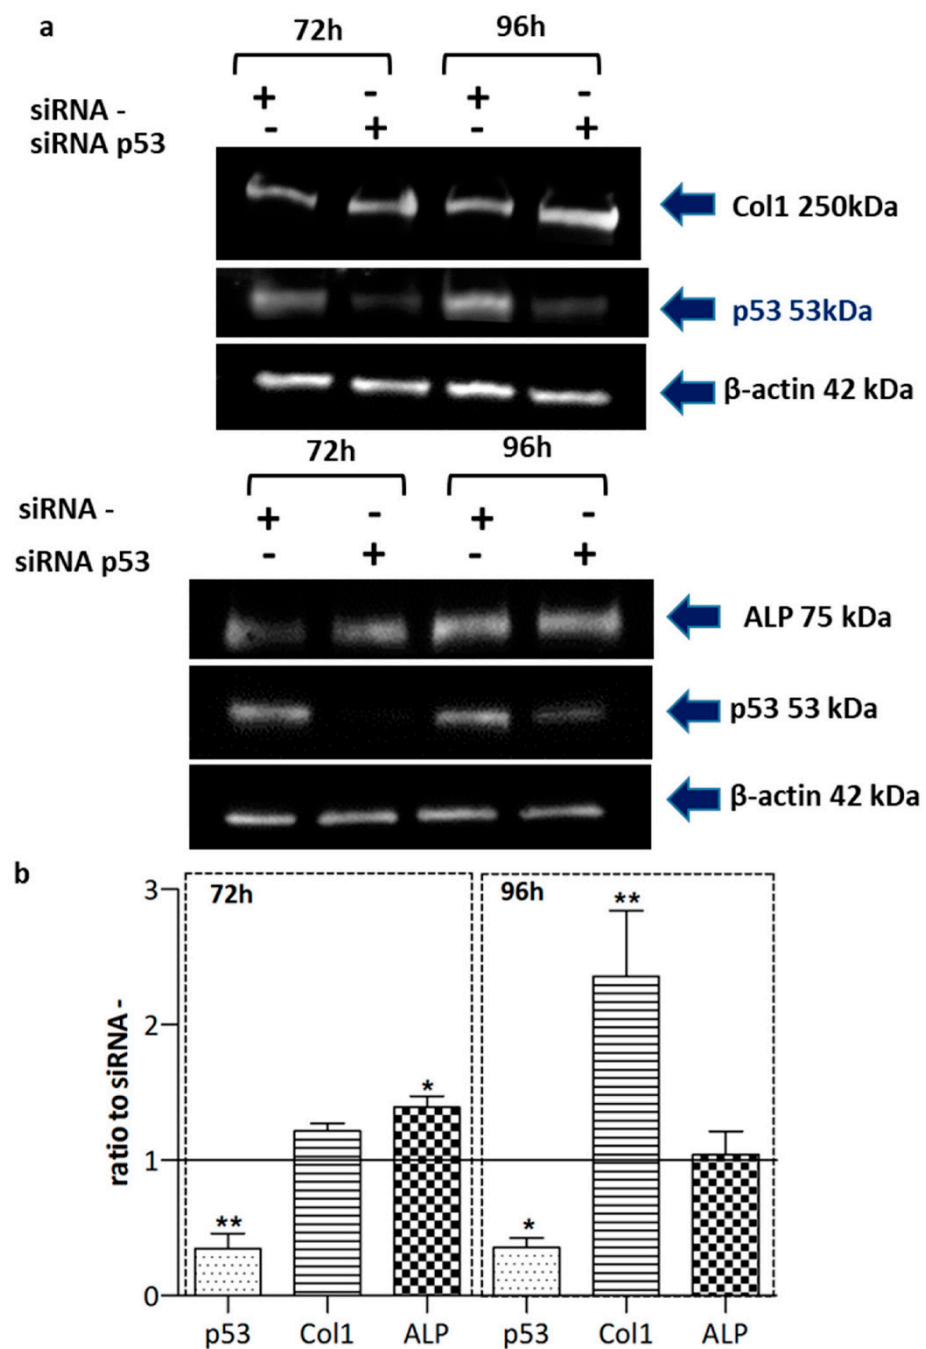 a
72h 96h
siRNA - + - + -
siRNA p53 - + - +
Col1 250kDa
p53 53kDa
β-actin 42 kDa
72h 96h
siRNA - + - + -
siRNA p53 - + - +
ALP 75 kDa
p53 53 kDa
β-actin 42 kDa
b
72h 96h
ratio to siRNA -
3
2
1
0
** * * **
p53 Col1 ALP p53 Col1 ALP